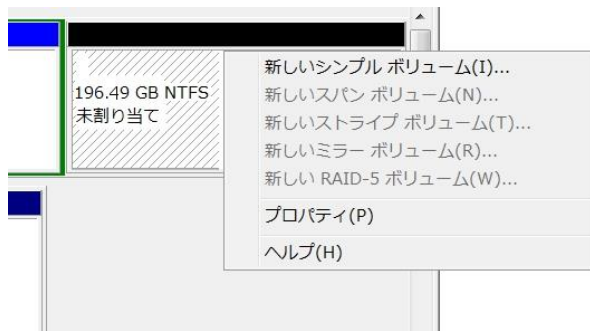 196.49 GB NTFS
未割り当て
新しいシンプル ボリューム(I)...
新しいスパン ボリューム(N)...
新しいストライプ ボリューム(T)...
新しいミラー ボリューム(R)...
新しい RAID-5 ボリューム(W)...
プロパティ(P)
ヘルプ(H)